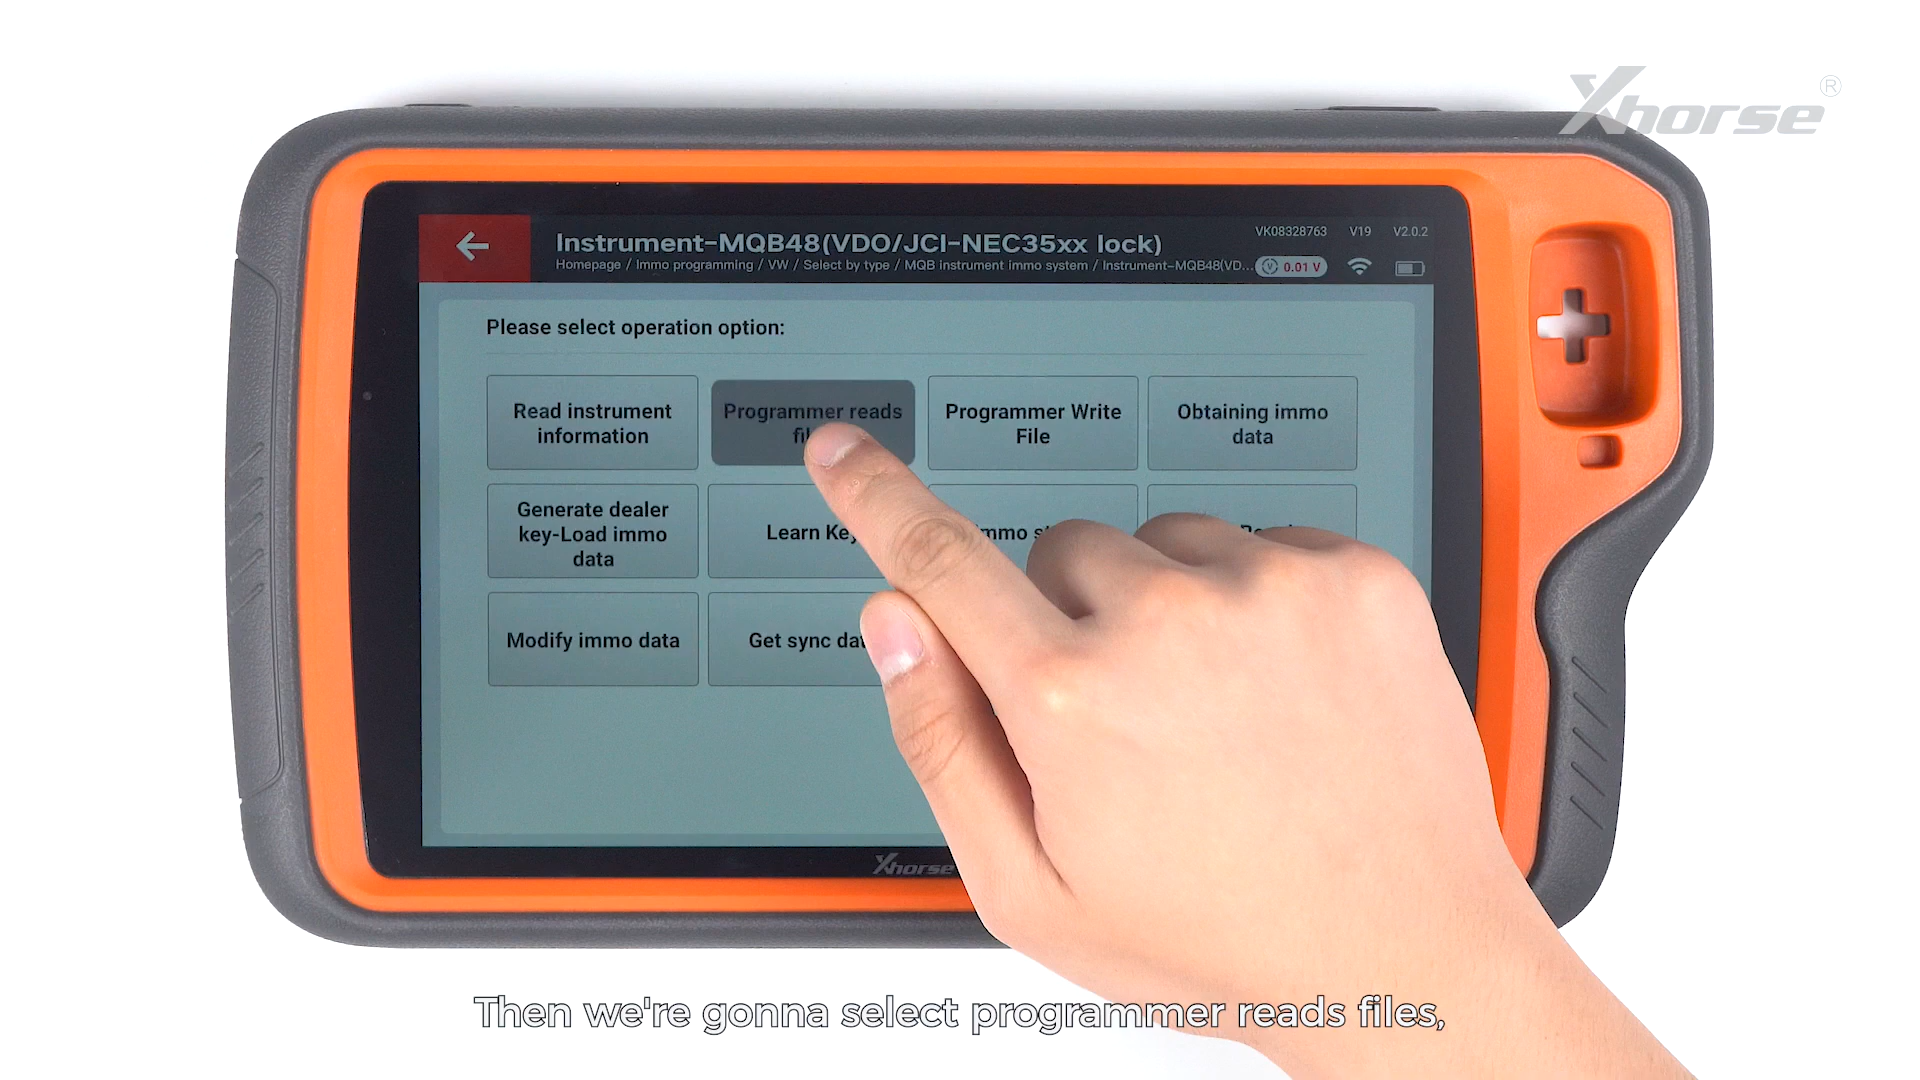 Xhorse®
Instrument-MQB48(VDO/JCI-NEC35xx lock)
VK08328763 V19 V2.0.2
Homepage / Immo programming / VW / Select by type / MQB instrument immo system / Instrument-MQB48(VD...
0.01 V
Please select operation option:
Read instrument
information
Programmer reads
Programmer Write
File
Obtaining immo
data
Generate dealer
key-Load immo
data
Learn Key
Modify immo data
Get sync
Xhorse
Then we're gonna select programmer reads files,